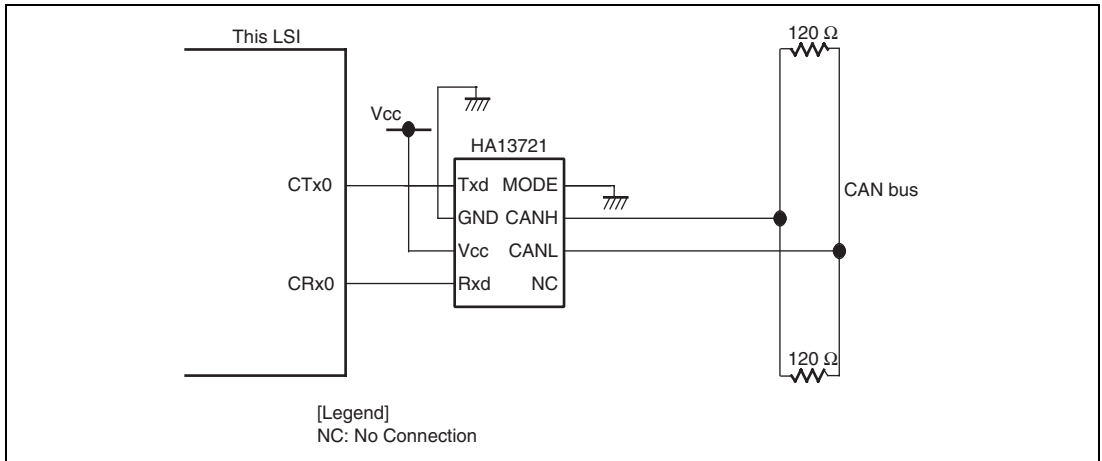 This LSI
120 Ω
Vcc
HA13721
CTx0
Txd MODE
GND CANH
CAN bus
Vcc CANL
CRx0
Rxd NC
120 Ω
[Legend]
NC: No Connection